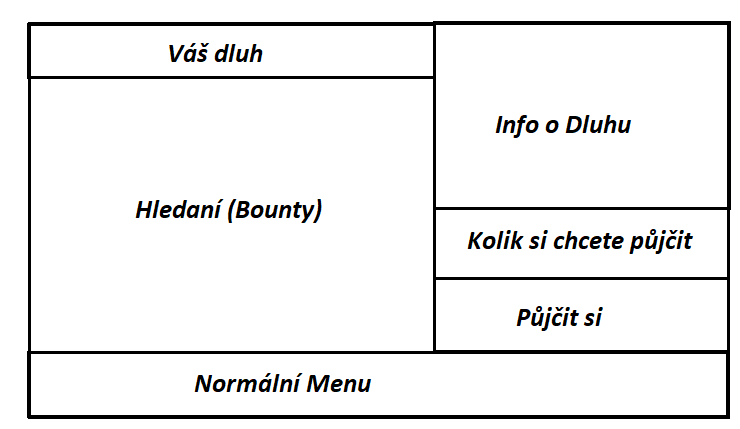 Váš dluh
Info o Dluhu
Hledaní (Bounty)
Kolik si chcete půjčit
Půjčit si
Normální Menu